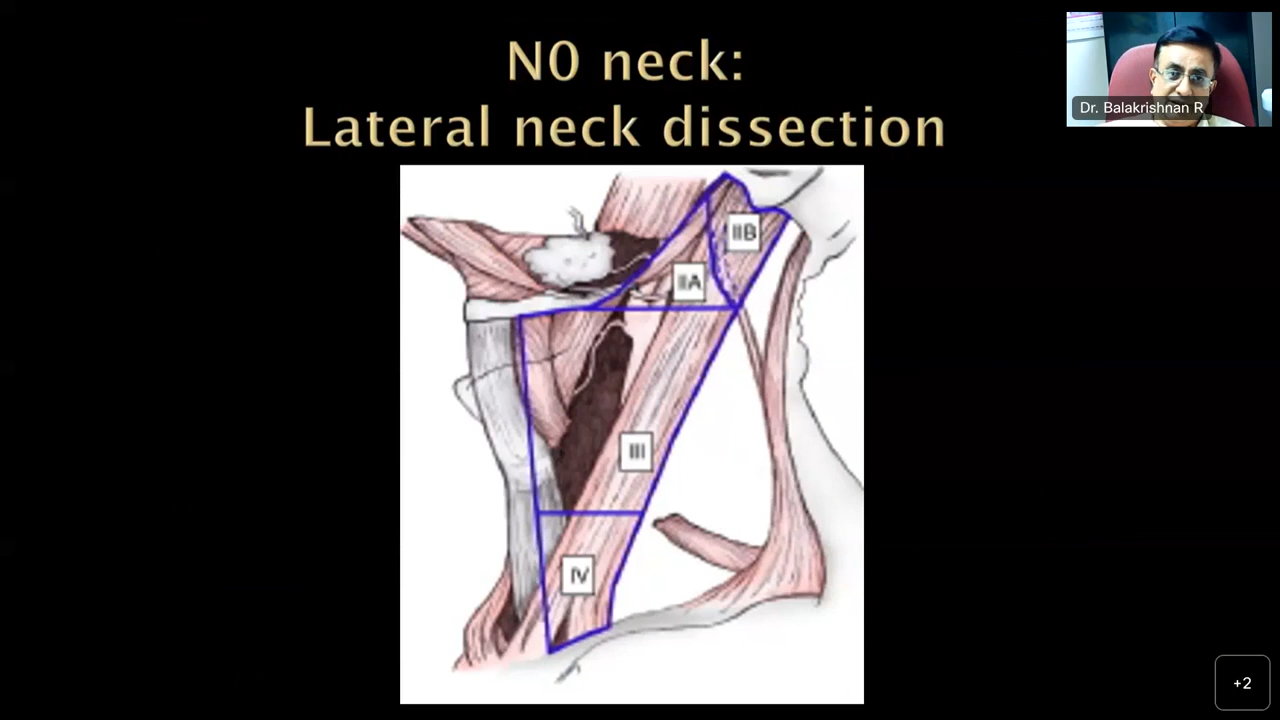 N0 neck:
Lateral neck dissection
Dr. Balakrishnan R
IIB
IIA
III
IV
+2